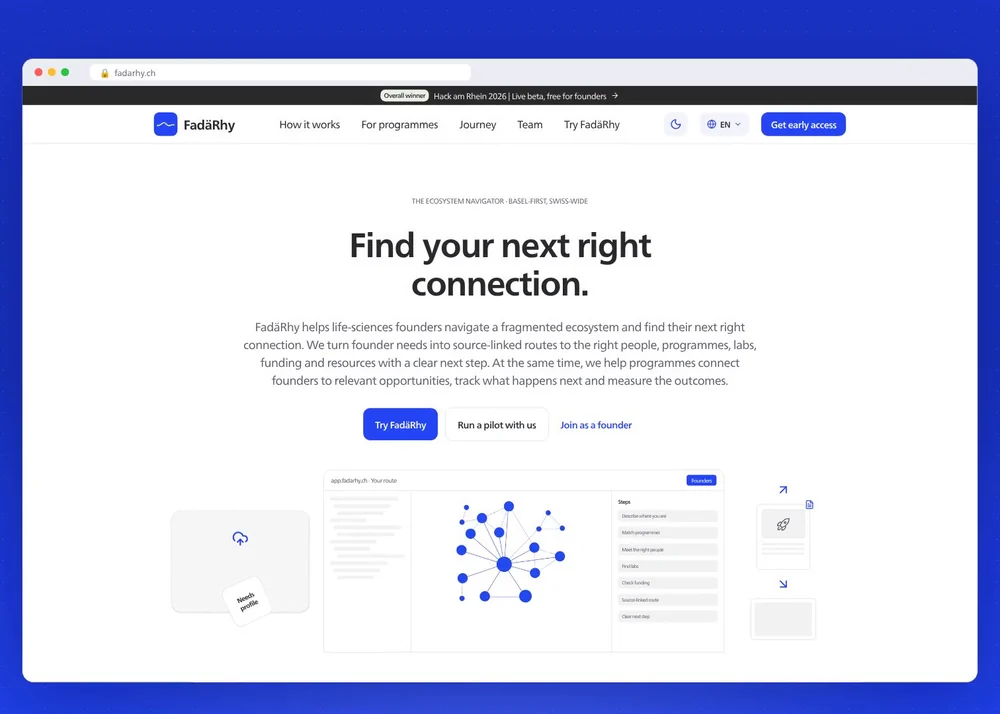 fadarhy.ch
Overall winner Hack am Rhein 2026 | Live beta, free for founders →
FadäRhy How it works For programmes Journey Team Try FadäRhy EN Get early access
THE ECOSYSTEM NAVIGATOR · BASEL-FIRST, SWISS-WIDE
Find your next right
connection.
FadäRhy helps life-sciences founders navigate a fragmented ecosystem and find their next right
connection. We turn founder needs into source-linked routes to the right people, programmes, labs,
funding and resources with a clear next step. At the same time, we help programmes connect
founders to relevant opportunities, track what happens next and measure the outcomes.
Try FadäRhy Run a pilot with us Join as a founder
app.fadarhy.ch · Your route Founders
Steps
Describe where you are
Match programmes
Meet the right people
Find labs
Check funding
Source-linked route
Clear next step
Needs
profile